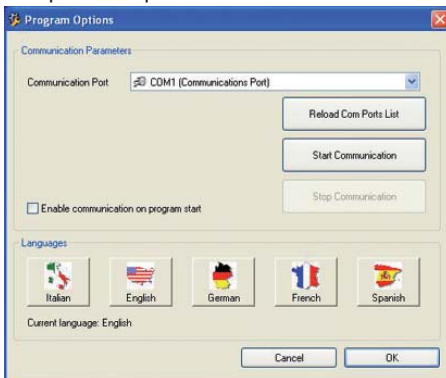 Program Options
Communication Parameters
Communication Port
COM1 (Communications Port)
Reload Com Ports List
Start Communication
Stop Communication
Enable communication on program start
Languages
Italian
English
German
French
Spanish
Current language: English
Cancel
OK